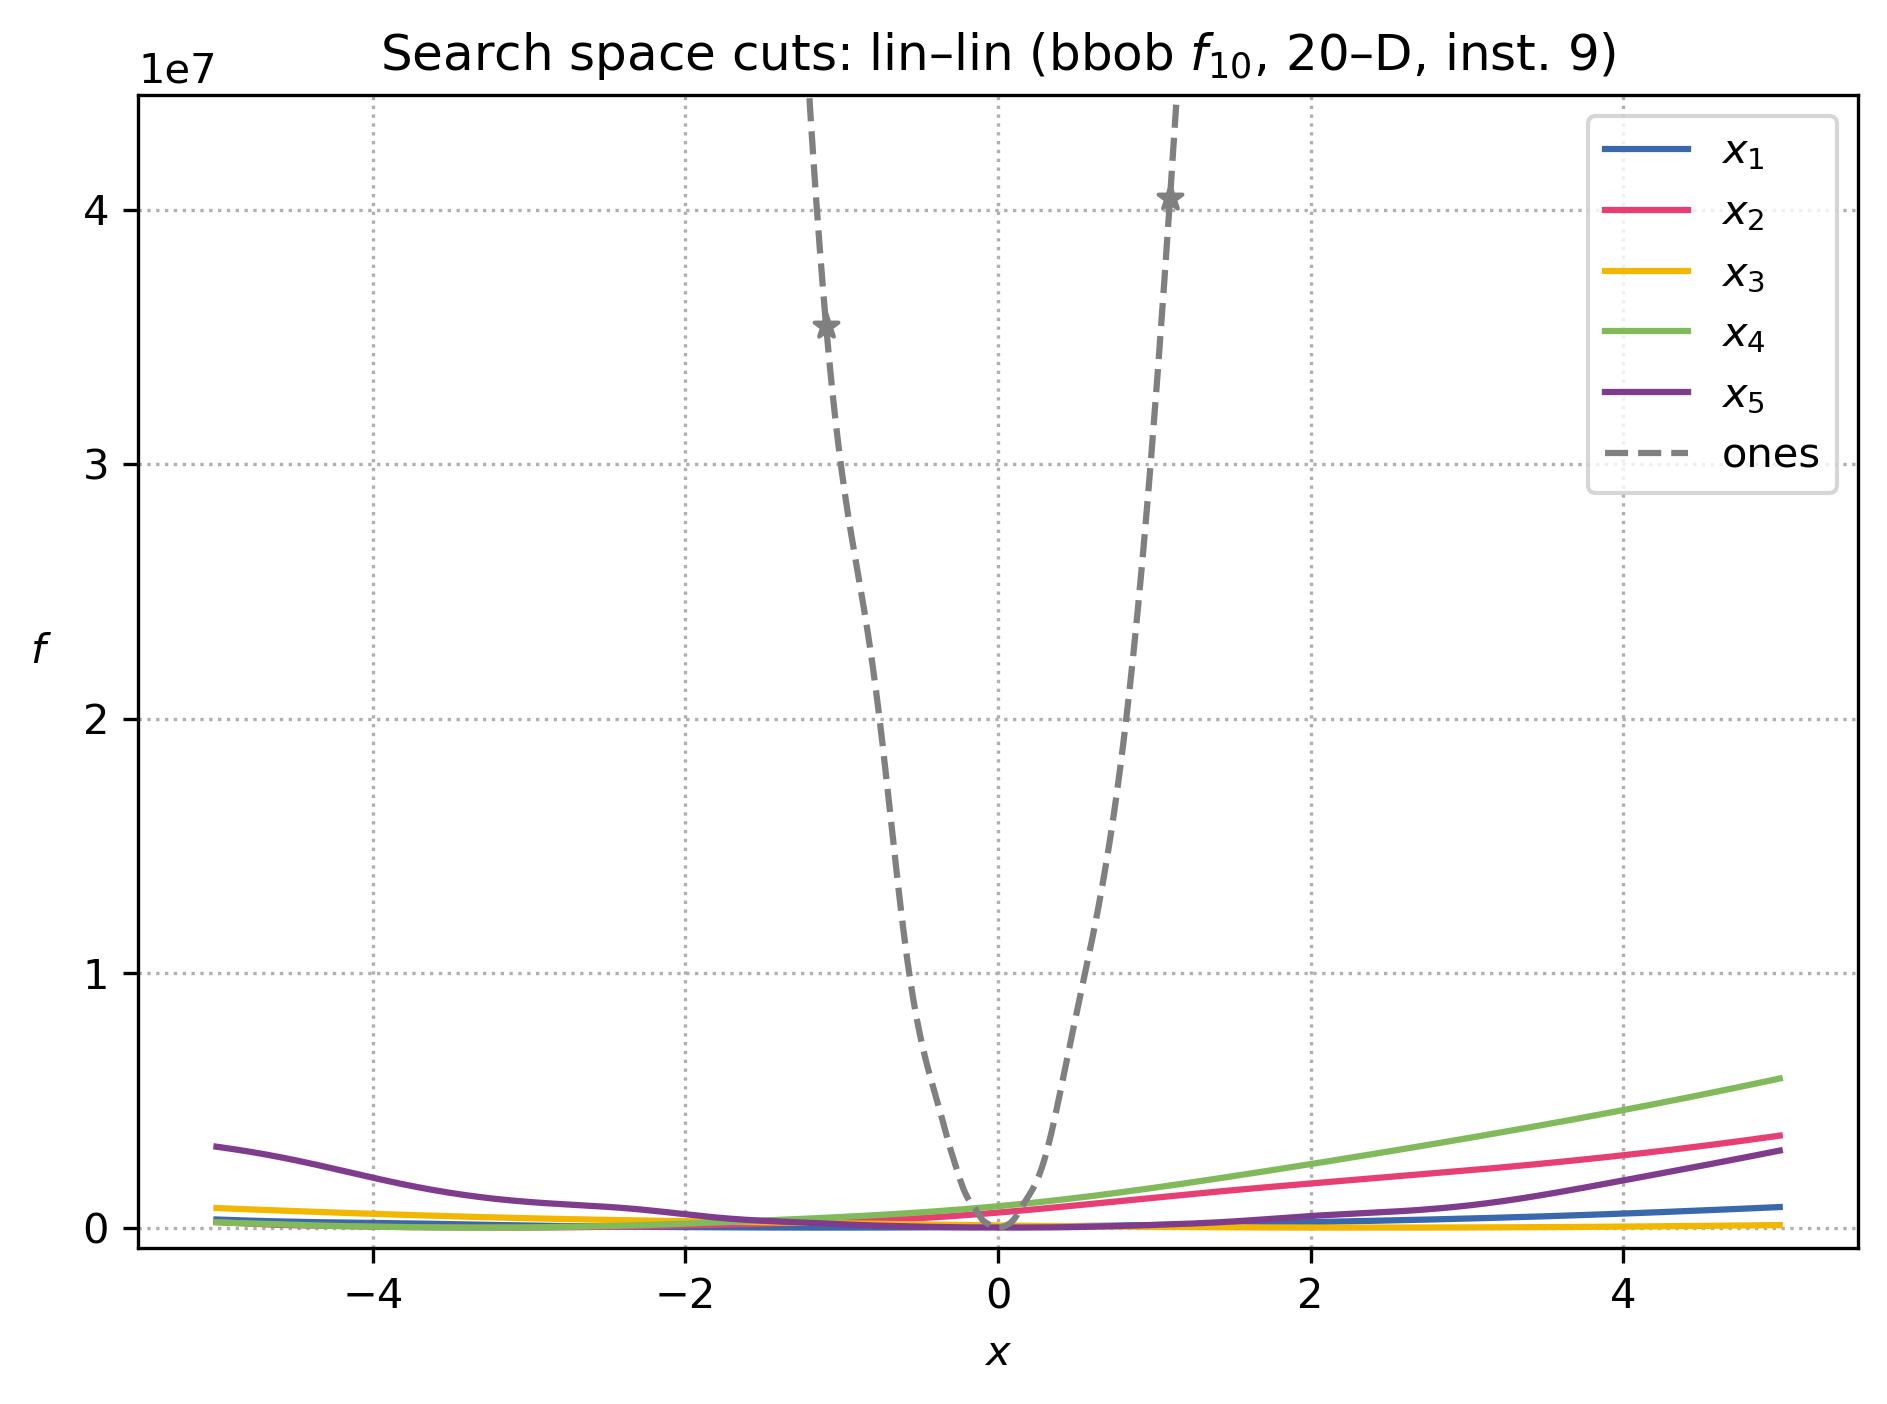 Search space cuts: lin–lin (bbob f₁₀, 20–D, inst. 9)
1e7
4
3
2
1
0
f
−4 −2 0 2 4
x
x₁
x₂
x₃
x₄
x₅
ones